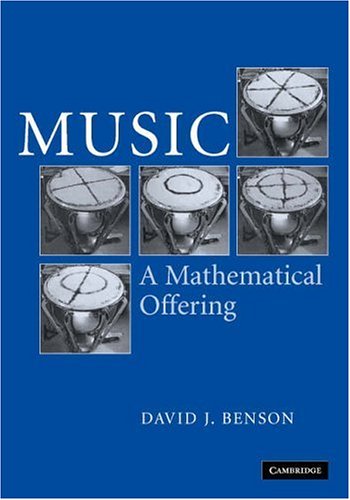 MUSIC
A Mathematical
Offering
DAVID J. BENSON
CAMBRIDGE